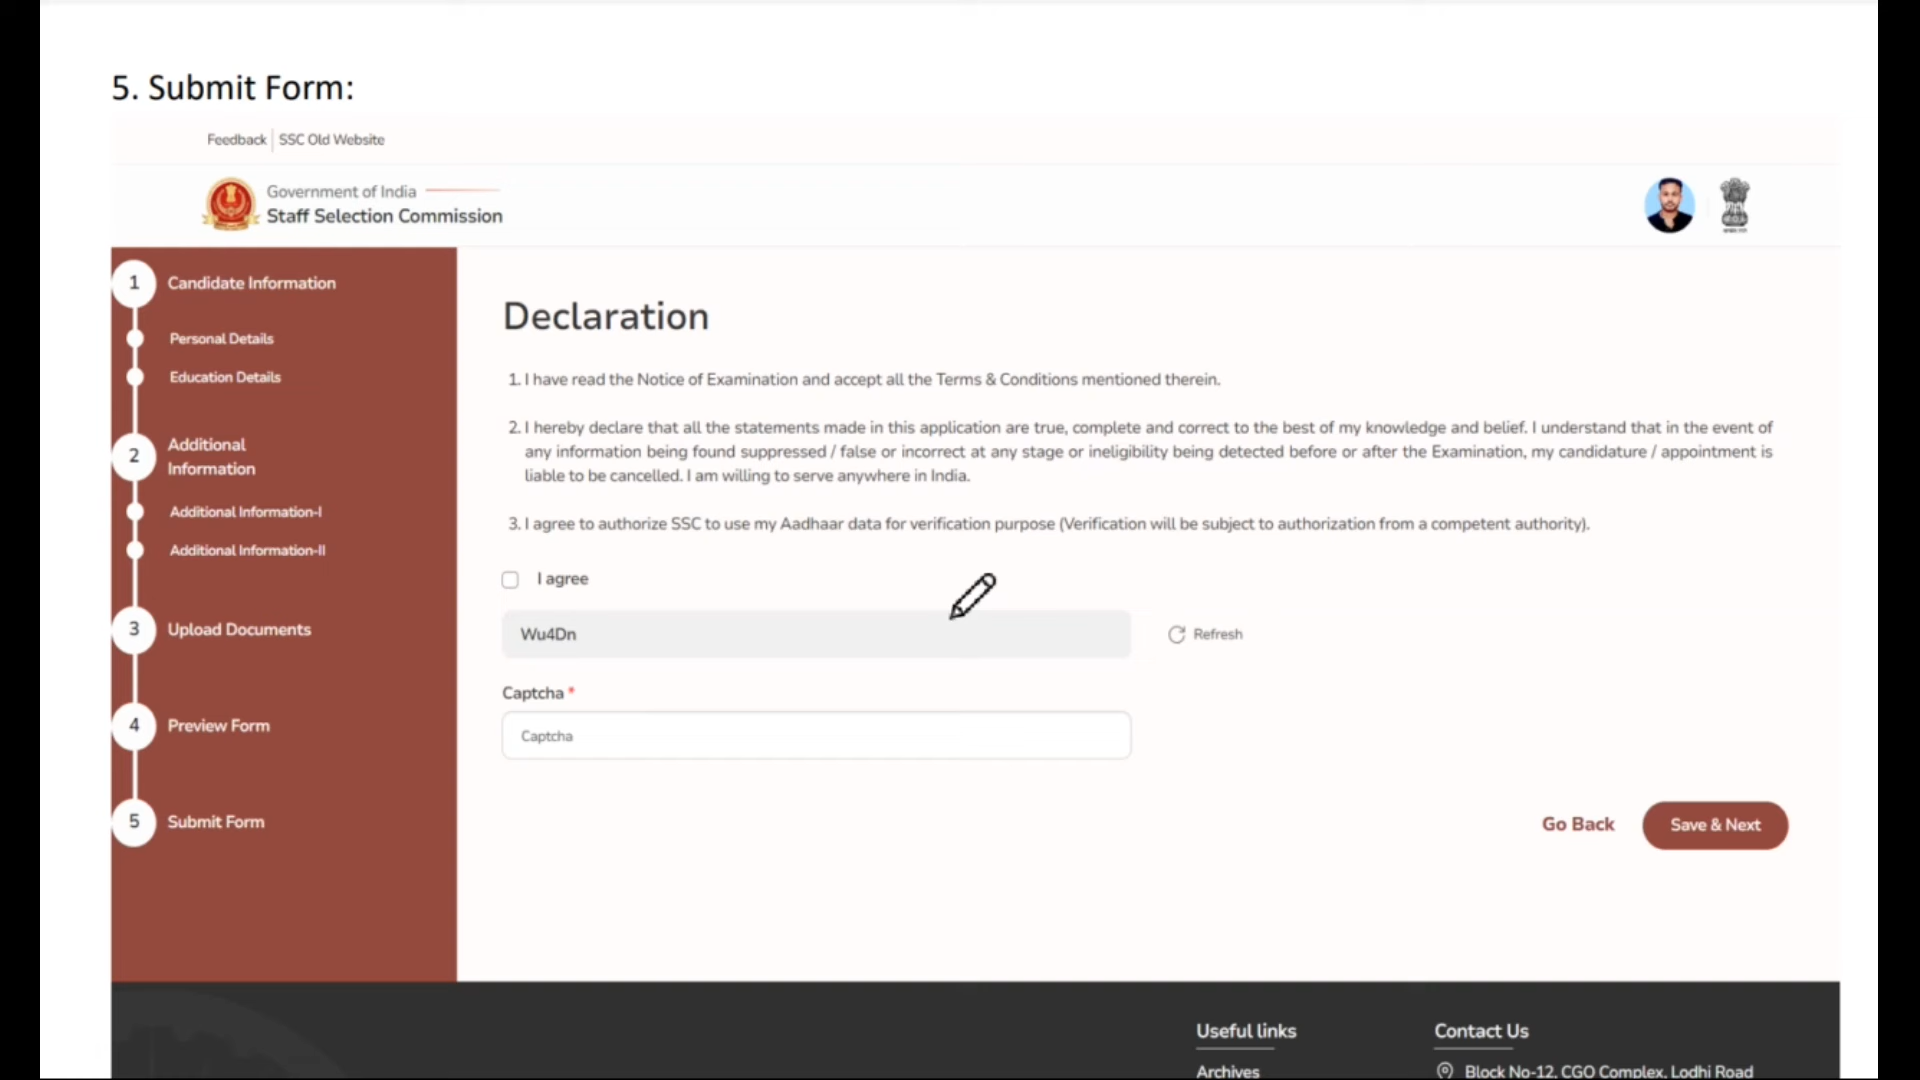 5. Submit Form:
Feedback | SSC Old Website
Government of India
Staff Selection Commission
1 Candidate Information
Personal Details
Education Details
2 Additional
Information
Additional Information-I
Additional Information-II
3 Upload Documents
4 Preview Form
5 Submit Form
Declaration
1. I have read the Notice of Examination and accept all the Terms & Conditions mentioned therein.
2. I hereby declare that all the statements made in this application are true, complete and correct to the best of my knowledge and belief. I understand that in the event of
any information being found suppressed / false or incorrect at any stage or ineligibility being detected before or after the Examination, my candidature / appointment is
liable to be cancelled. I am willing to serve anywhere in India.
3. I agree to authorize SSC to use my Aadhaar data for verification purpose (Verification will be subject to authorization from a competent authority).
I agree
Wu4Dn
Refresh
Captcha *
Captcha
Go Back
Save & Next
Useful links
Archives
Contact Us
Block No-12, CGO Complex, Lodhi Road